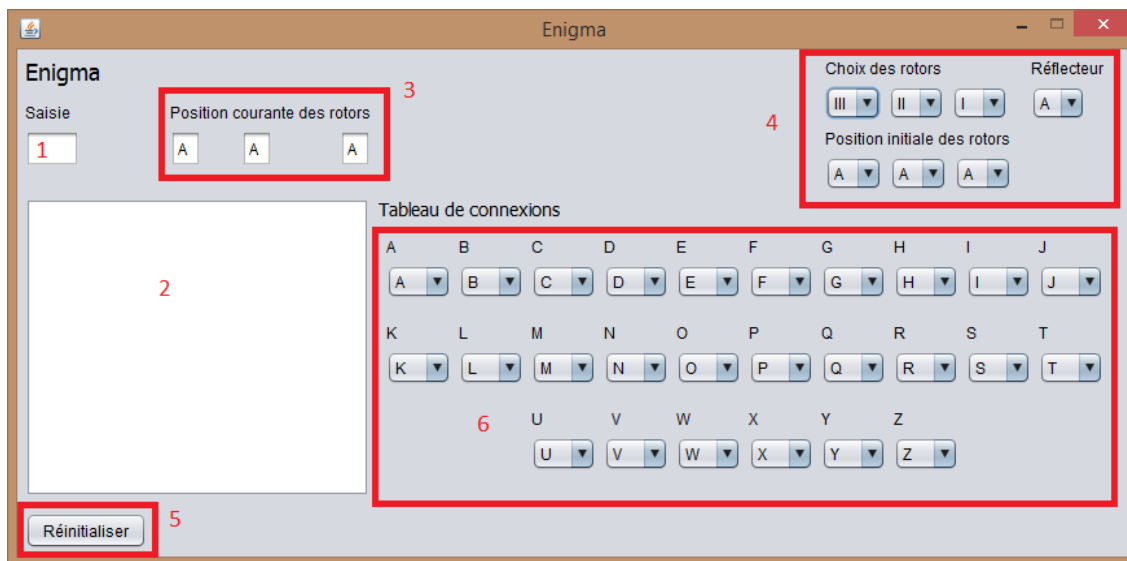 Enigma
Enigma
Choix des rotors Réflecteur
3
Saisie Position courante des rotors
III II I A
4
1 A A A
Position initiale des rotors
A A A
Tableau de connexions
2
A B C D E F G H I J
A B C D E F G H I J
K L M N O P Q R S T
K L M N O P Q R S T
6
U V W X Y Z
U V W X Y Z
5
Réinitialiser